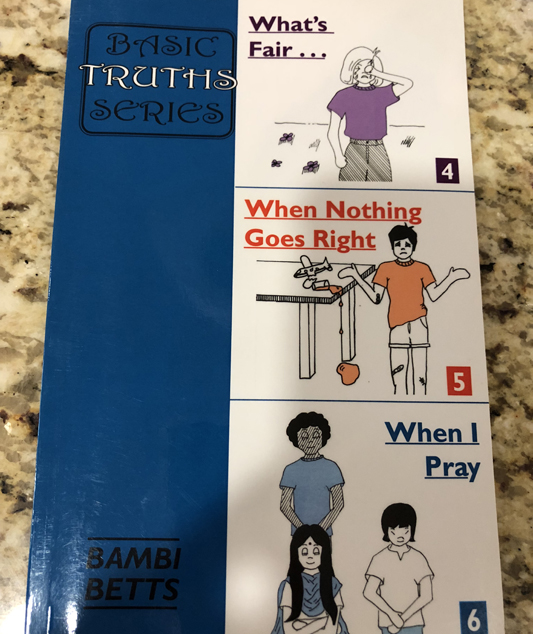 BASIC
TRUTHS
SERIES
What's
Fair . . .
4
When Nothing
Goes Right
5
When I
Pray
6
BAMBI
BETTS